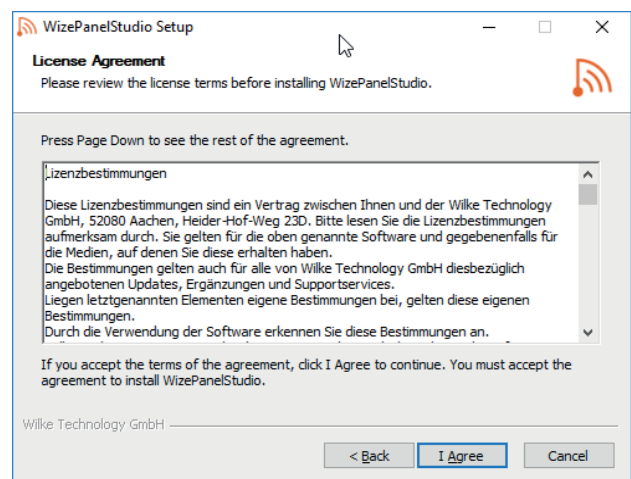 WizePanelStudio Setup
License Agreement
Please review the license terms before installing WizePanelStudio.
Press Page Down to see the rest of the agreement.
Lizenzbestimmungen
Diese Lizenzbestimmungen sind ein Vertrag zwischen Ihnen und der Wilke Technology
GmbH, 52080 Aachen, Heider-Hof-Weg 23D. Bitte lesen Sie die Lizenzbestimmungen
aufmerksam durch. Sie gelten für die oben genannte Software und gegebenenfalls für
die Medien, auf denen Sie diese erhalten haben.
Die Bestimmungen gelten auch für alle von Wilke Technology GmbH diesbezüglich
angebotenen Updates, Ergänzungen und Supportservices.
Liegen letztgenannten Elementen eigene Bestimmungen bei, gelten diese eigenen
Bestimmungen.
Durch die Verwendung der Software erkennen Sie diese Bestimmungen an.
If you accept the terms of the agreement, click I Agree to continue. You must accept the
agreement to install WizePanelStudio.
Wilke Technology GmbH
< Back I Agree Cancel